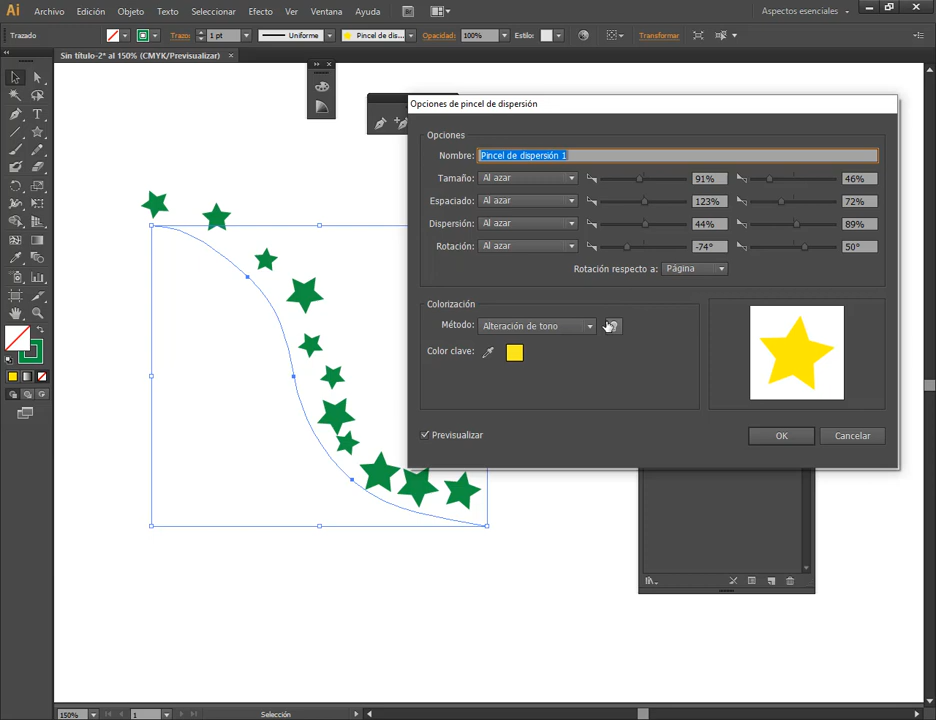 Ai Archivo Edición Objeto Texto Seleccionar Efecto Ver Ventana Ayuda Br Aspectos esenciales
Trazado Trazo: 1 pt Uniforme Pincel de dis... Opacidad: 100% Estilo: Transformar
Sin título-2* al 150% (CMYK/Previsualizar) ×
Opciones de pincel de dispersión
Opciones
Nombre: Pincel de dispersión 1
Tamaño: Al azar 91% 46%
Espaciado: Al azar 123% 72%
Dispersión: Al azar 44% 89%
Rotación: Al azar -74° 50°
Rotación respecto a: Página
Colorización
Método: Alteración de tono
Color clave:
Previsualizar OK Cancelar
150% 1 Selección